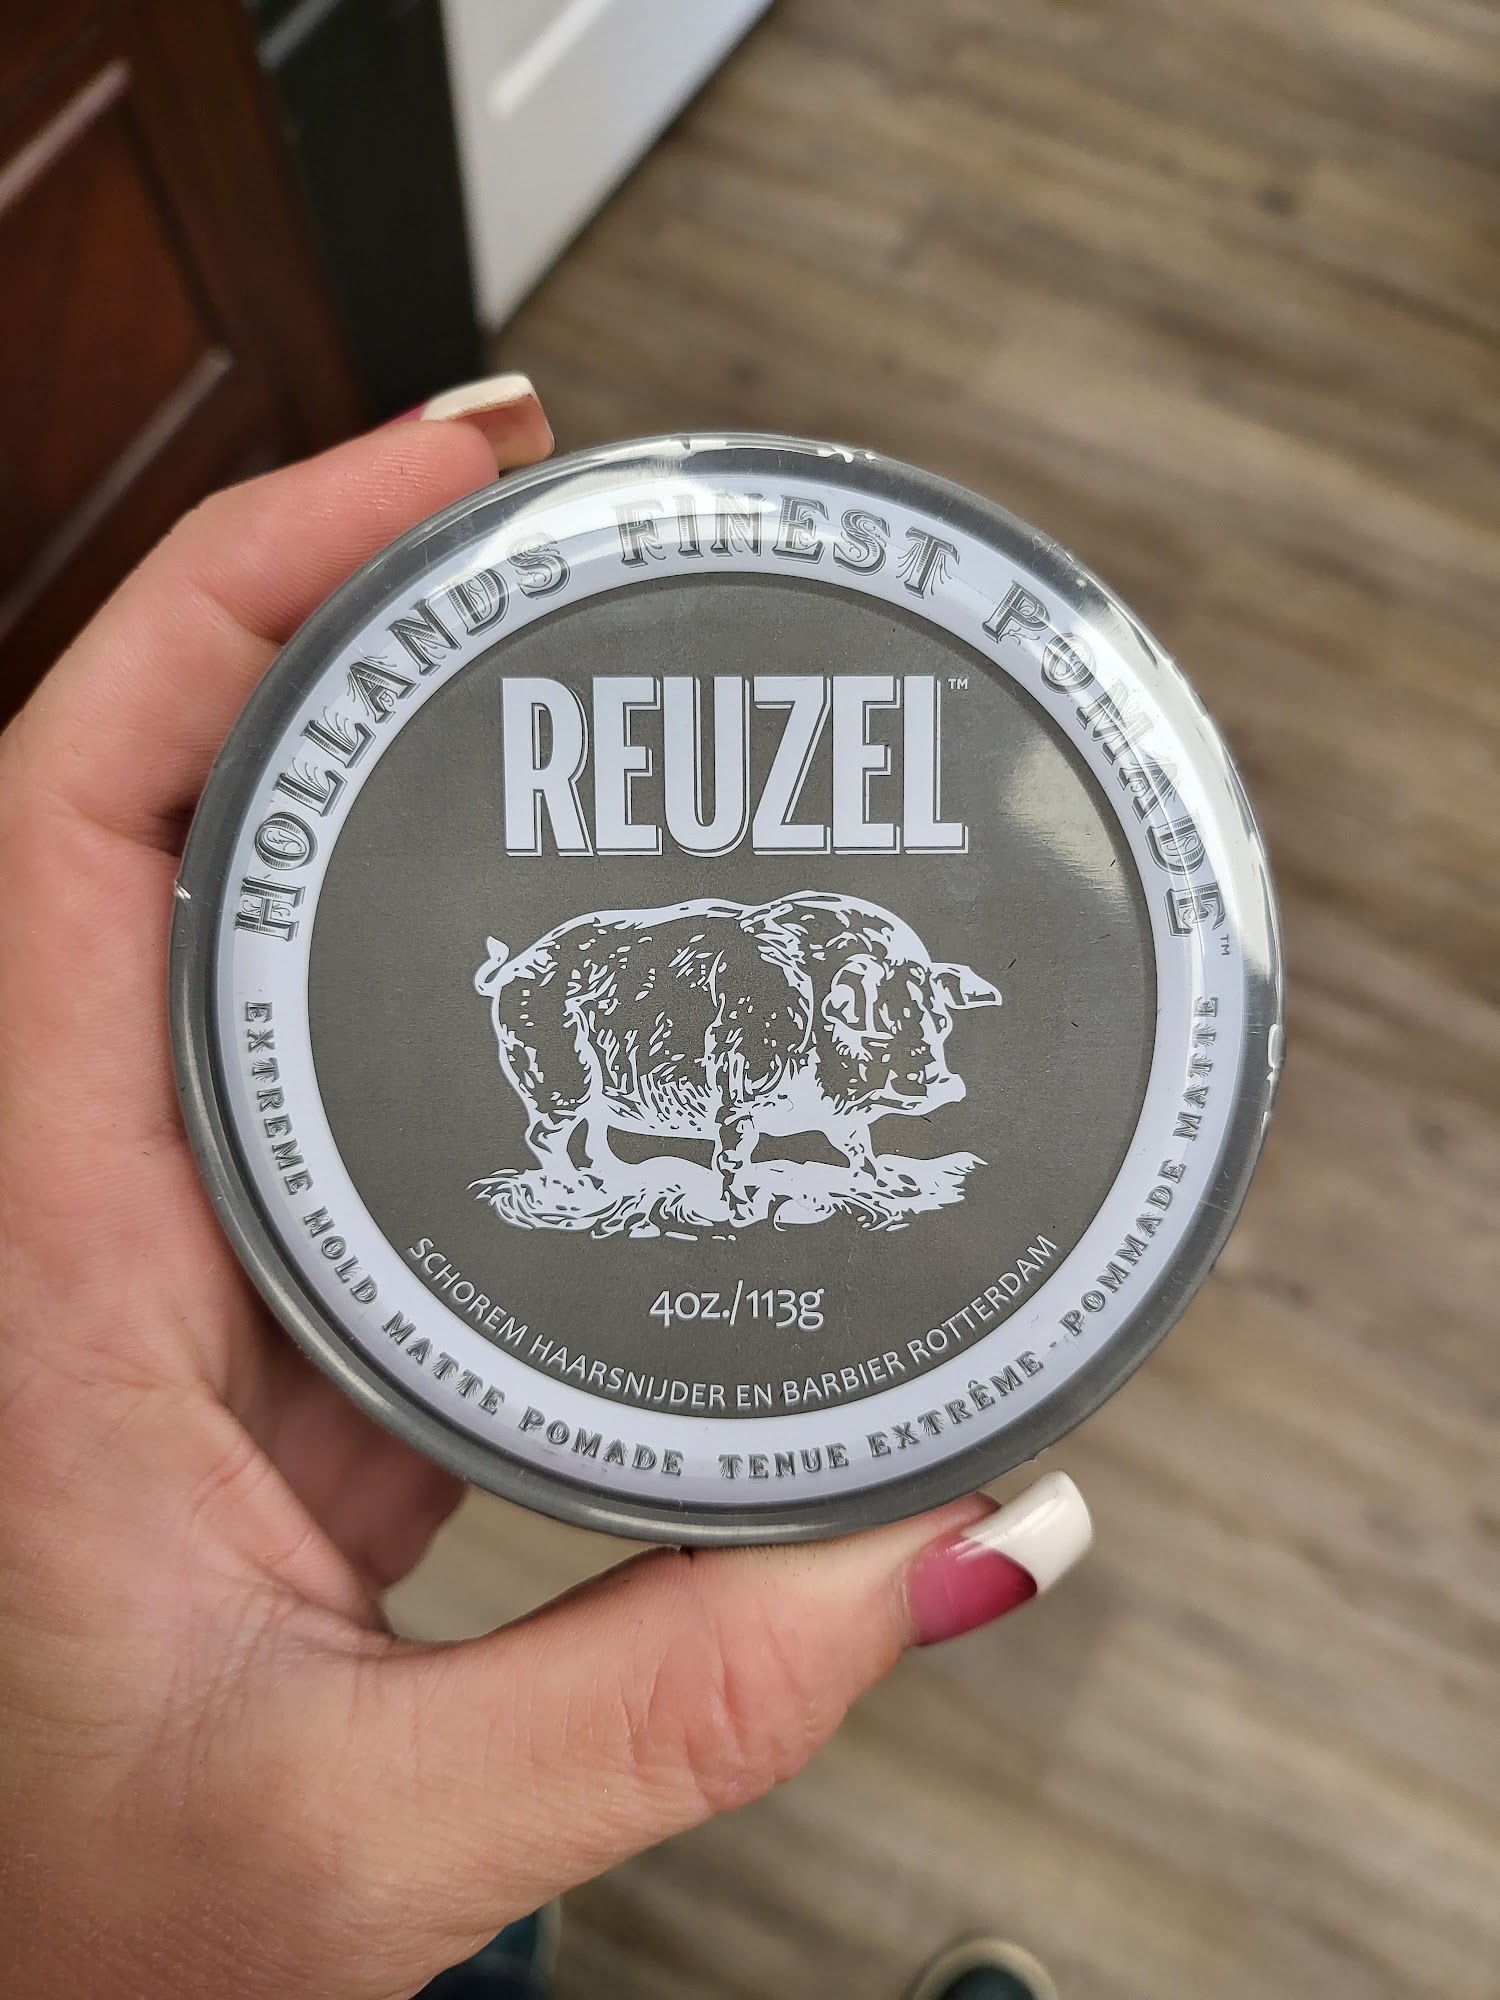 HOLLANDS FINEST POMADE™
REUZEL™
4oz./113g
SCHOREM HAARSNIJDER EN BARBIER ROTTERDAM
EXTREME HOLD MATTE POMADE
TENUE EXTRÊME - POMMADE MATTE